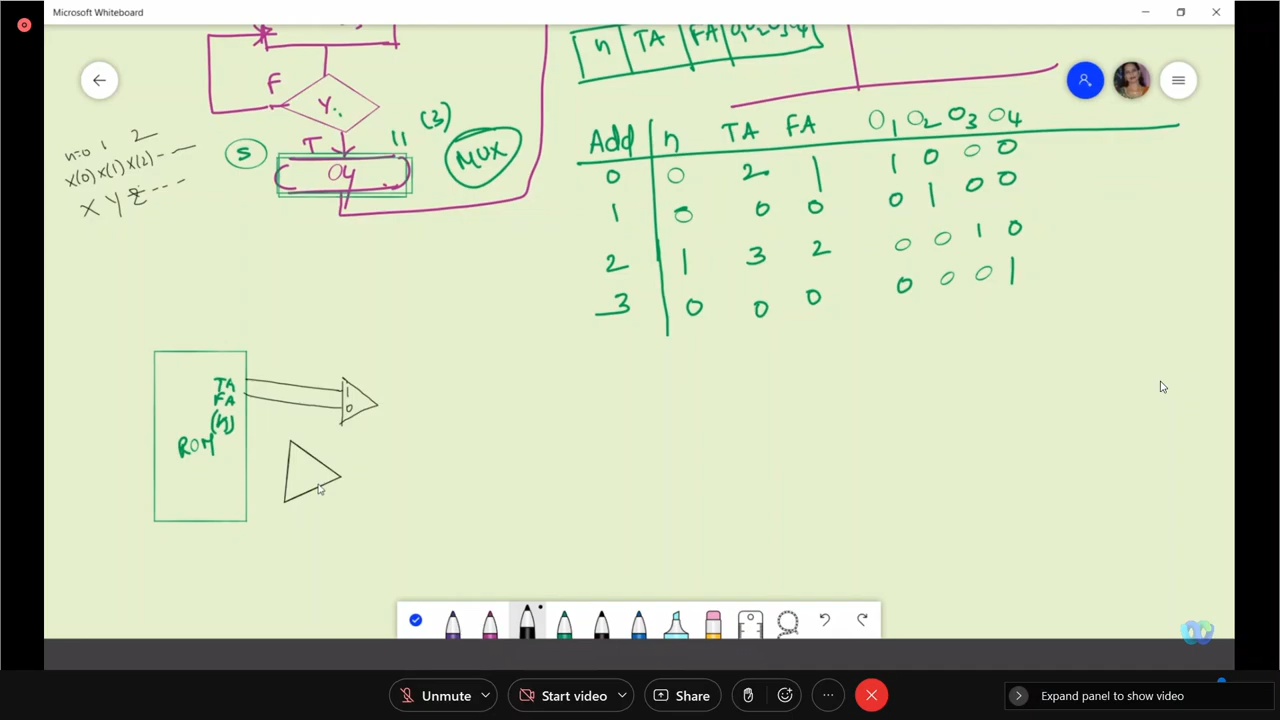 Microsoft Whiteboard
n TA FA
F
Y
T
S
O4
11 (3)
MUX
n=0 1 2
x(0) x(1) x(2) ---
X Y Z ---
Add n TA FA O1 O2 O3 O4
0 0 2 1 1 0 0 0
1 0 0 0 0 1 0 0
2 1 3 2 0 0 1 0
3 0 0 0 0 0 0 1
TA
FA
(n)
ROM
1
0
Unmute
Start video
Share
Expand panel to show video